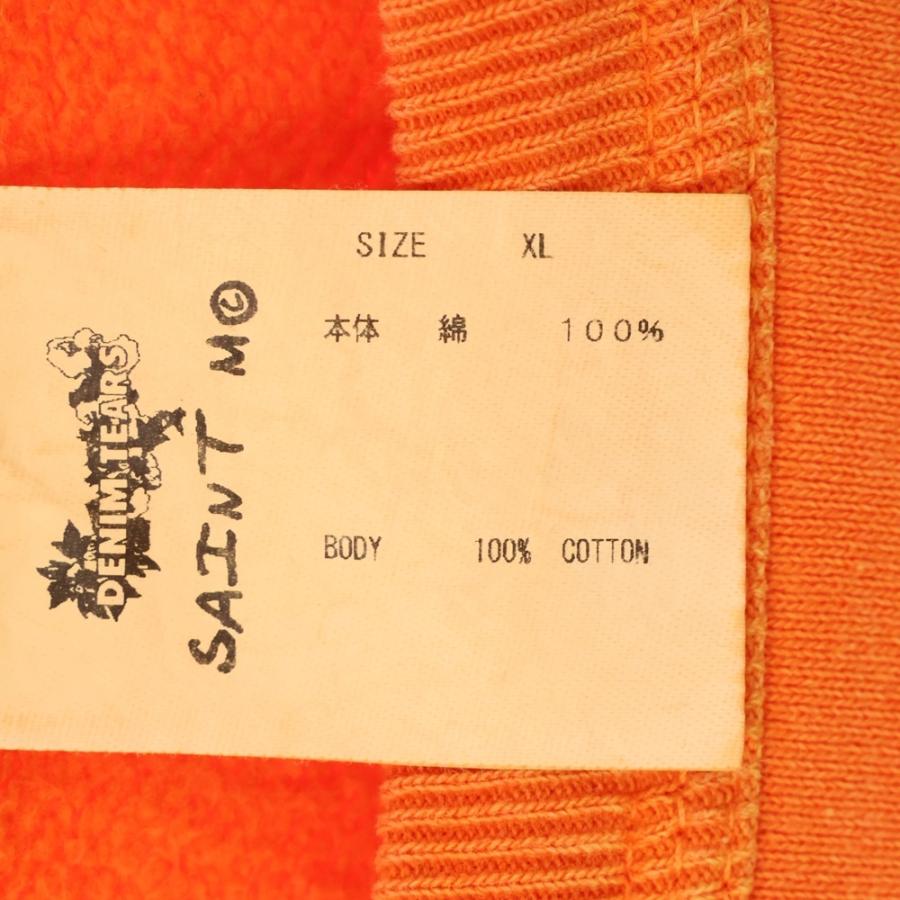 SIZE XL
本体 綿 100%
BODY 100% COTTON
SAINT M©
DENIM TEARS